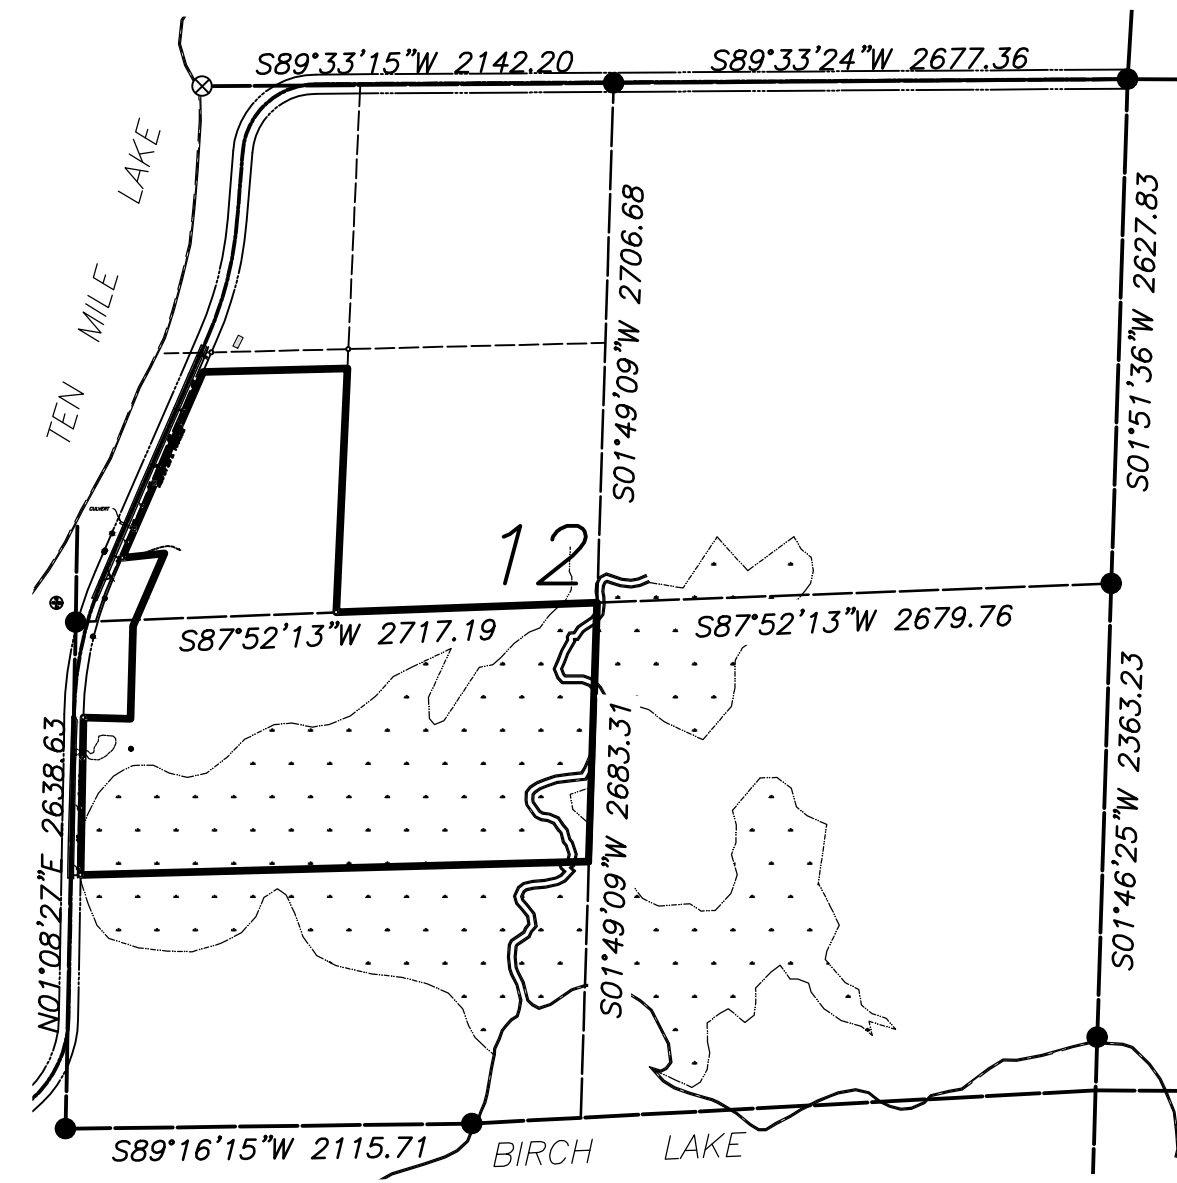 S89°33'15"W 2142.20
S89°33'24"W 2677.36
TEN MILE LAKE
S01°49'09"W 2706.68
S01°51'36"W 2627.83
CULVERT
12
S87°52'13"W 2717.19
S87°52'13"W 2679.76
N01°08'27"E 2638.63
S01°49'09"W 2683.31
S01°46'25"W 2363.23
S89°16'15"W 2115.71
BIRCH LAKE